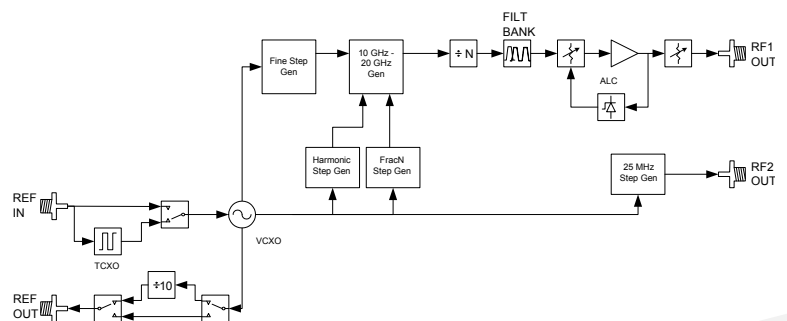 FILT
BANK
Fine Step
Gen
10 GHz -
20 GHz
Gen
÷ N
RF1
OUT
ALC
Harmonic
Step Gen
FracN
Step Gen
25 MHz
Step Gen
RF2
OUT
REF
IN
TCXO
VCXO
÷10
REF
OUT